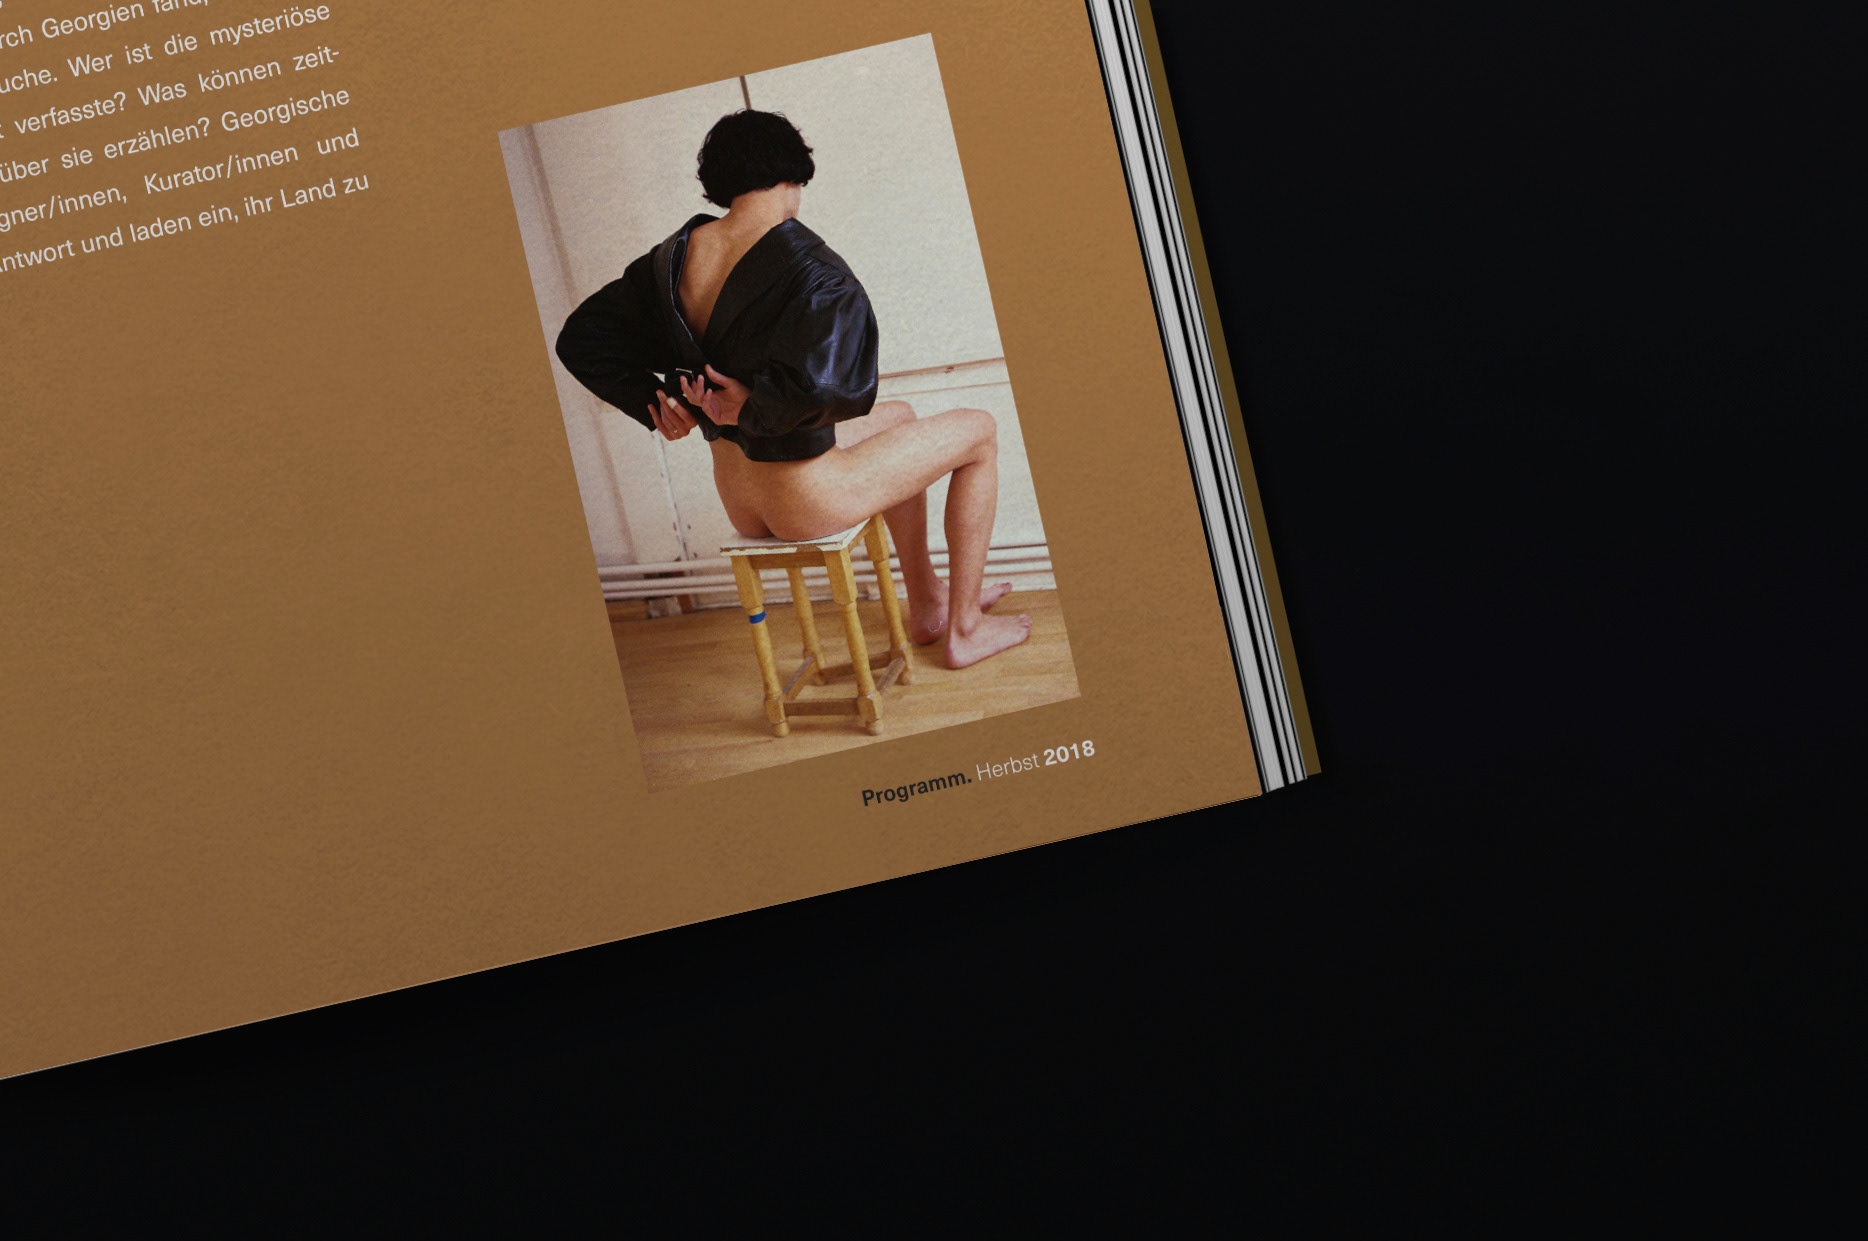 rch Georgien fand,
uche. Wer ist die mysteriöse
verfasste? Was können zeit-
über sie erzählen? Georgische
gner/innen, Kurator/innen und
ntwort und laden ein, ihr Land zu
Programm. Herbst 2018